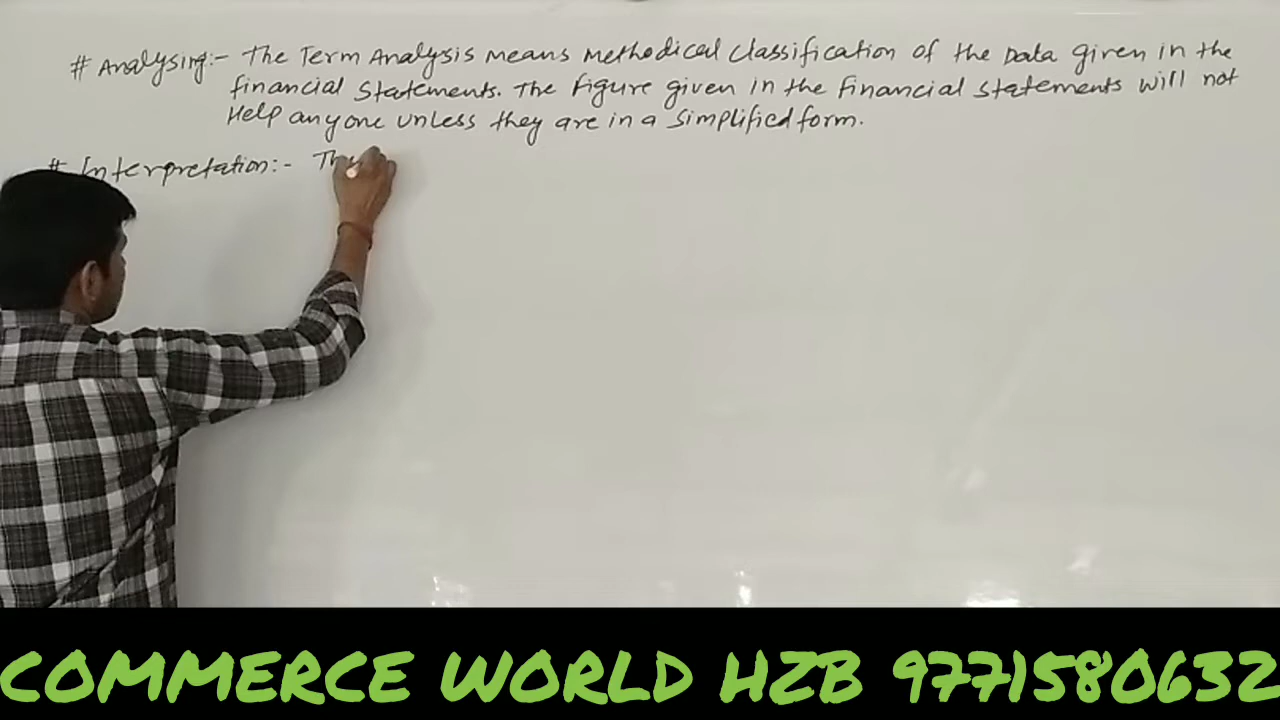 # Analysing:- The Term Analysis means methodical classification of the Data given in the
financial Statements. The figure given in the financial statements will not
Help anyone unless they are in a simplified form.
# Interpretation:-
COMMERCE WORLD HZB 9771580632